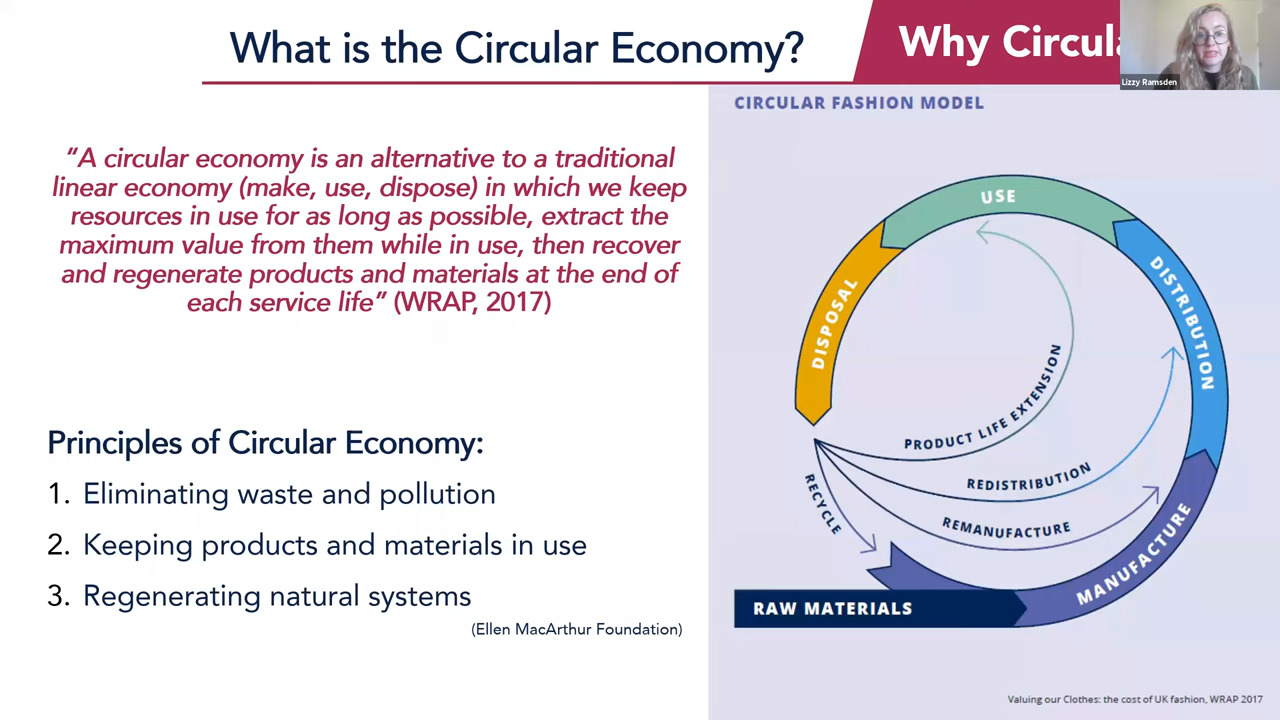 What is the Circular Economy?
Why Circul
Lizzy Ramsden
“A circular economy is an alternative to a traditional
linear economy (make, use, dispose) in which we keep
resources in use for as long as possible, extract the
maximum value from them while in use, then recover
and regenerate products and materials at the end of
each service life” (WRAP, 2017)
Principles of Circular Economy:
1. Eliminating waste and pollution
2. Keeping products and materials in use
3. Regenerating natural systems
(Ellen MacArthur Foundation)
CIRCULAR FASHION MODEL
USE
DISTRIBUTION
DISPOSAL
PRODUCT LIFE EXTENSION
REDISTRIBUTION
RECYCLE
REMANUFACTURE
MANUFACTURE
RAW MATERIALS
Valuing our Clothes: the cost of UK fashion, WRAP 2017